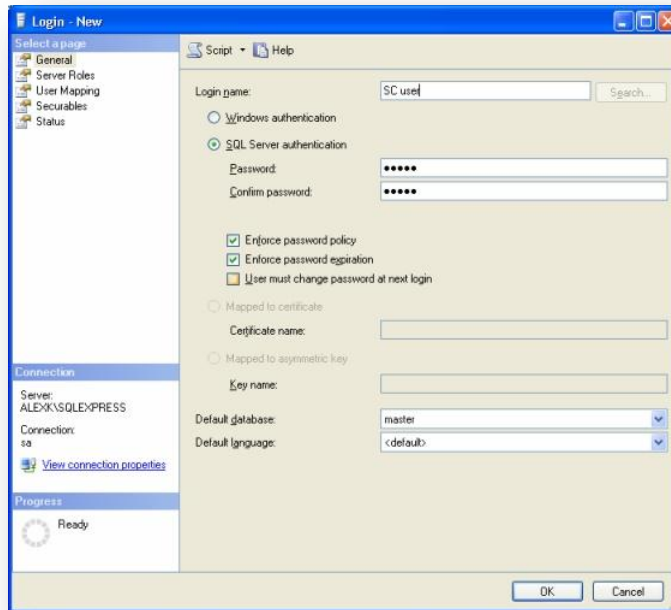 Login - New
Select a page
General
Server Roles
User Mapping
Securables
Status
Script
Help
Login name:
SC user
Search...
Windows authentication
SQL Server authentication
Password:
•••••
Confirm password:
•••••
Enforce password policy
Enforce password expiration
User must change password at next login
Mapped to certificate
Certificate name:
Mapped to asymmetric key
Key name:
Default database:
master
Default language:
<default>
Connection
Server:
ALEXK\SQLEXPRESS
Connection:
sa
View connection properties
Progress
Ready
OK
Cancel